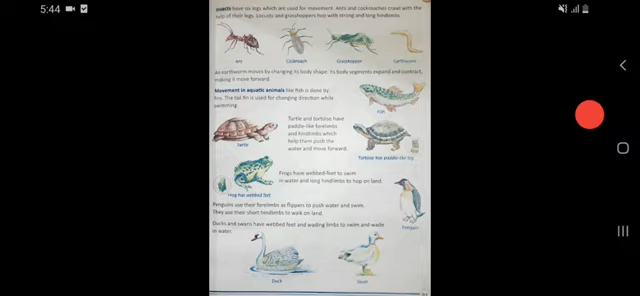 5:44
Insects have six legs which are used for movement. Ants and cockroaches crawl with the
help of their legs. Locusts and grasshoppers hop with strong and long hindlimbs.
Ant
Cockroach
Grasshopper
Earthworm
An earthworm moves by changing its body shape. Its body segments expand and contract,
making it move forward.
Movement in aquatic animals like fish is done by
fins. The tail fin is used for changing direction while
swimming.
Fish
Turtle and tortoise have
paddle-like forelimbs
and hindlimbs which
help them push the
water and move forward.
Turtle
Tortoise has paddle-like leg
Frogs have webbed-feet to swim
in water and long hindlimbs to hop on land.
Frog has webbed feet
Penguins use their forelimbs as flippers to push water and swim.
They use their short hindlimbs to walk on land.
Penguin
Ducks and swans have webbed feet and wading limbs to swim and wade
in water.
Duck